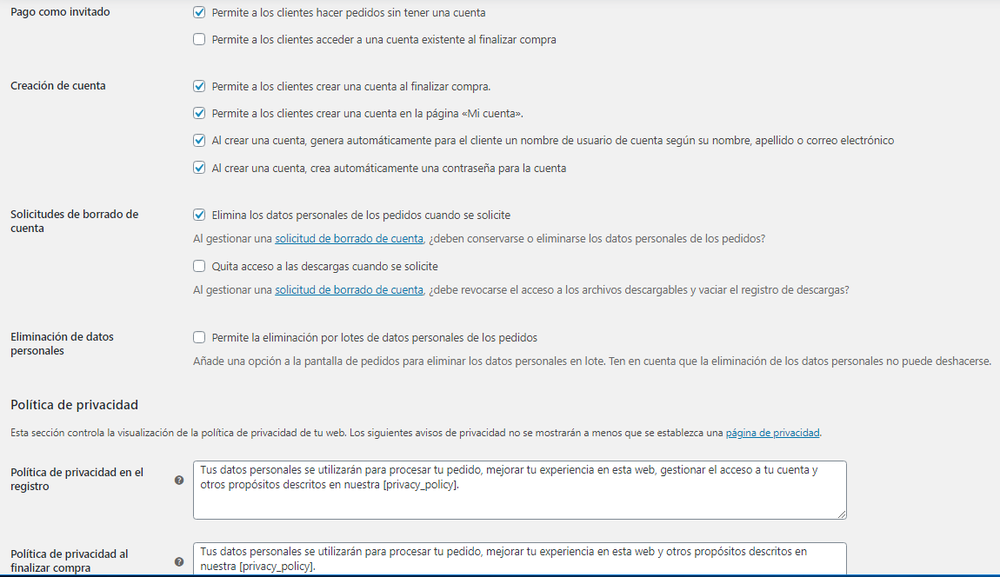 Pago como invitado
Permite a los clientes hacer pedidos sin tener una cuenta
Permite a los clientes acceder a una cuenta existente al finalizar compra
Creación de cuenta
Permite a los clientes crear una cuenta al finalizar compra.
Permite a los clientes crear una cuenta en la página «Mi cuenta».
Al crear una cuenta, genera automáticamente para el cliente un nombre de usuario de cuenta según su nombre, apellido o correo electrónico
Al crear una cuenta, crea automáticamente una contraseña para la cuenta
Solicitudes de borrado de
cuenta
Elimina los datos personales de los pedidos cuando se solicite
Al gestionar una solicitud de borrado de cuenta, ¿deben conservarse o eliminarse los datos personales de los pedidos?
Quita acceso a las descargas cuando se solicite
Al gestionar una solicitud de borrado de cuenta, ¿debe revocarse el acceso a los archivos descargables y vaciar el registro de descargas?
Eliminación de datos
personales
Permite la eliminación por lotes de datos personales de los pedidos
Añade una opción a la pantalla de pedidos para eliminar los datos personales en lote. Ten en cuenta que la eliminación de los datos personales no puede deshacerse.
Política de privacidad
Esta sección controla la visualización de la política de privacidad de tu web. Los siguientes avisos de privacidad no se mostrarán a menos que se establezca una página de privacidad.
Política de privacidad en el
registro
?
Tus datos personales se utilizarán para procesar tu pedido, mejorar tu experiencia en esta web, gestionar el acceso a tu cuenta y
otros propósitos descritos en nuestra [privacy_policy].
Política de privacidad al
finalizar compra
?
Tus datos personales se utilizarán para procesar tu pedido, mejorar tu experiencia en esta web y otros propósitos descritos en
nuestra [privacy_policy].